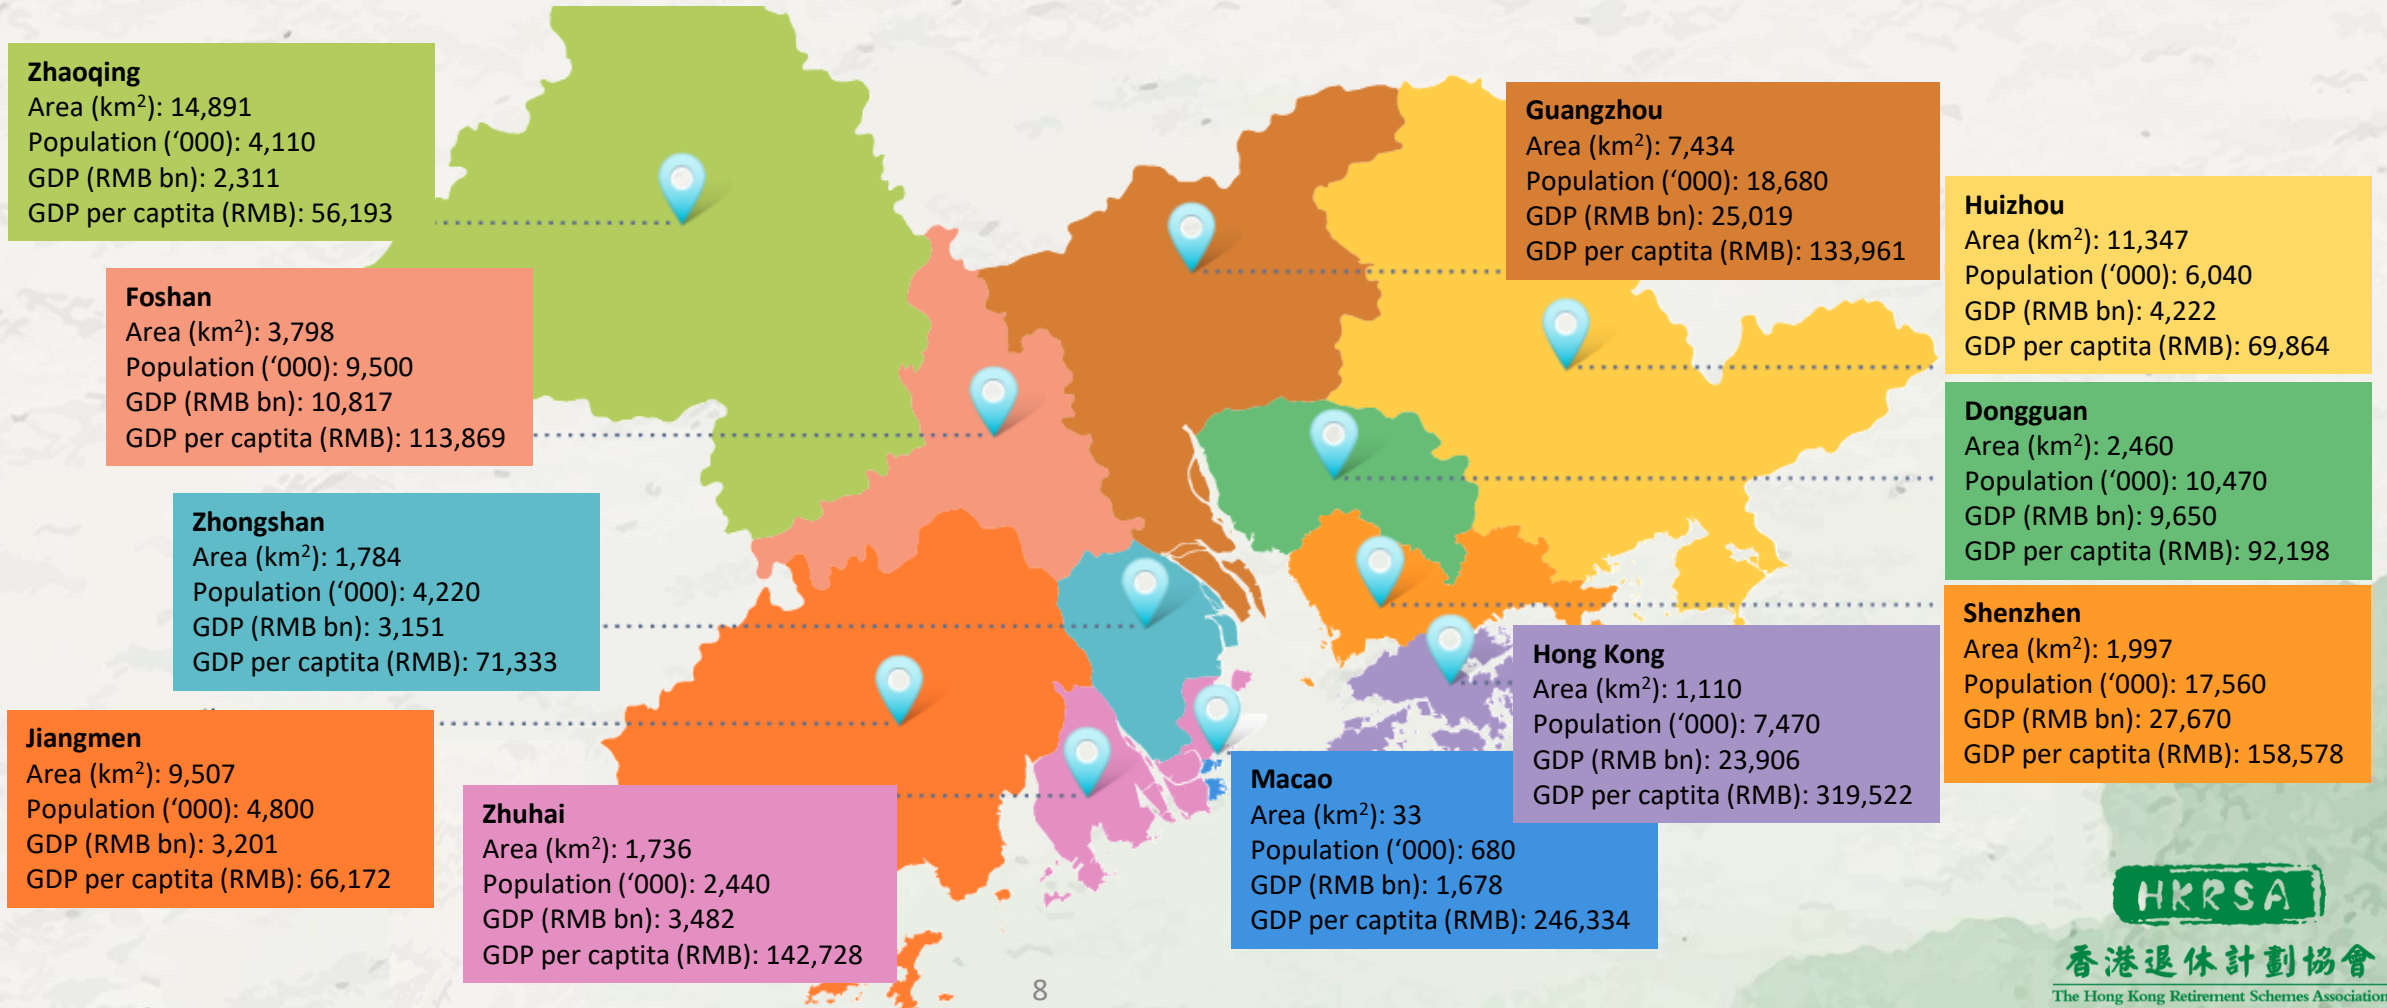 Zhaoqing
Area (km²): 14,891
Population (‘000): 4,110
GDP (RMB bn): 2,311
GDP per captita (RMB): 56,193
Foshan
Area (km²): 3,798
Population (‘000): 9,500
GDP (RMB bn): 10,817
GDP per captita (RMB): 113,869
Zhongshan
Area (km²): 1,784
Population (‘000): 4,220
GDP (RMB bn): 3,151
GDP per captita (RMB): 71,333
Jiangmen
Area (km²): 9,507
Population (‘000): 4,800
GDP (RMB bn): 3,201
GDP per captita (RMB): 66,172
Zhuhai
Area (km²): 1,736
Population (‘000): 2,440
GDP (RMB bn): 3,482
GDP per captita (RMB): 142,728
Guangzhou
Area (km²): 7,434
Population (‘000): 18,680
GDP (RMB bn): 25,019
GDP per captita (RMB): 133,961
Huizhou
Area (km²): 11,347
Population (‘000): 6,040
GDP (RMB bn): 4,222
GDP per captita (RMB): 69,864
Dongguan
Area (km²): 2,460
Population (‘000): 10,470
GDP (RMB bn): 9,650
GDP per captita (RMB): 92,198
Shenzhen
Area (km²): 1,997
Population (‘000): 17,560
GDP (RMB bn): 27,670
GDP per captita (RMB): 158,578
Hong Kong
Area (km²): 1,110
Population (‘000): 7,470
GDP (RMB bn): 23,906
GDP per captita (RMB): 319,522
Macao
Area (km²): 33
Population (‘000): 680
GDP (RMB bn): 1,678
GDP per captita (RMB): 246,334
8
HKRSA
香港退休計劃協會
The Hong Kong Retirement Schemes Association